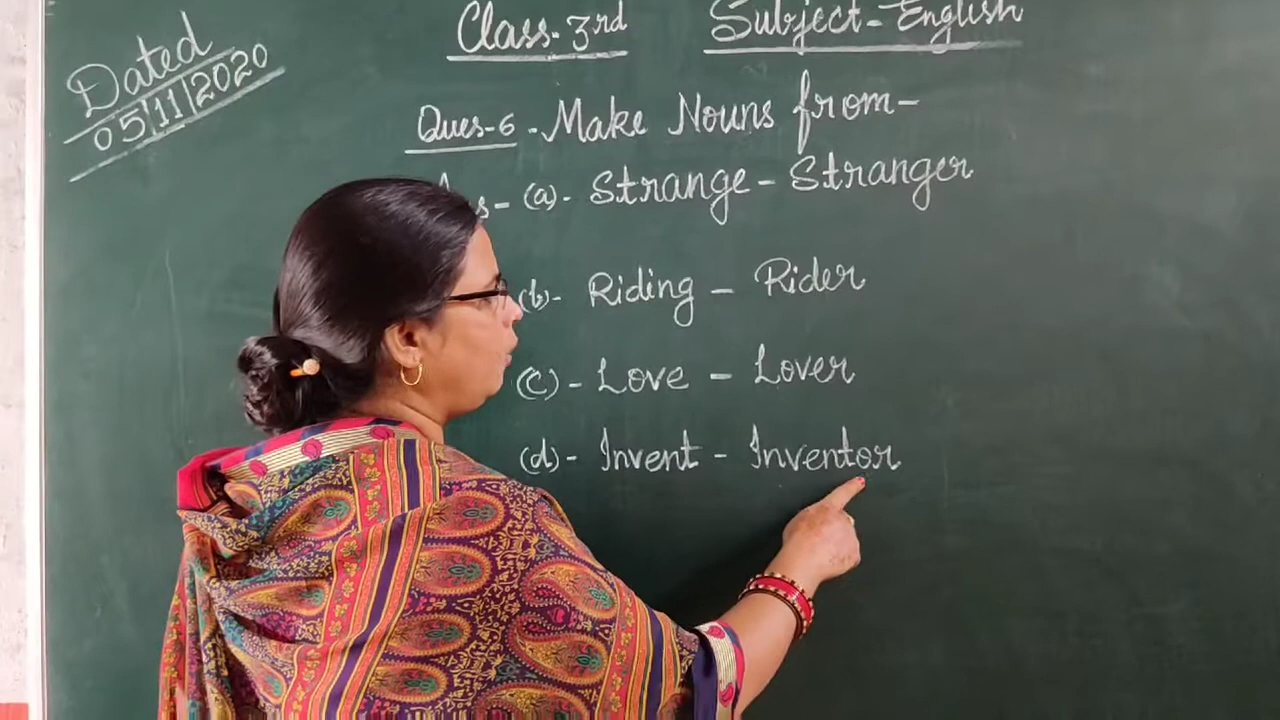 Dated
05/11/2020
Class-3rd Subject-English
Ques-6 - Make Nouns from-
(a)- Strange - Stranger
(b)- Riding - Rider
(c)- Love - Lover
(d)- Invent - Inventor